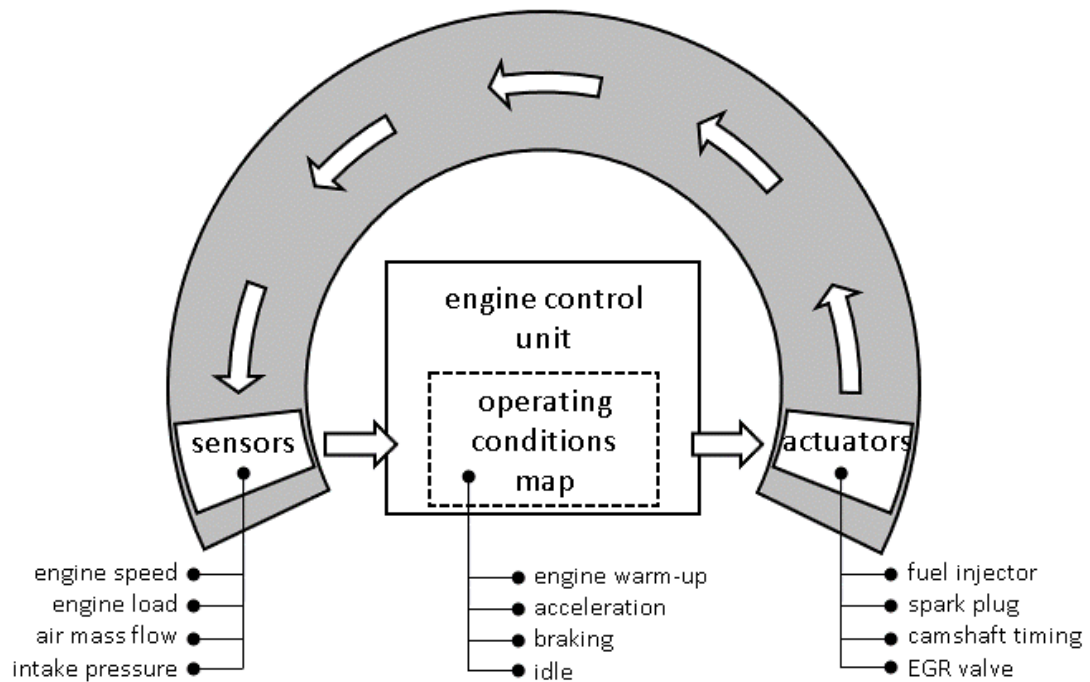 engine control
unit
operating
conditions
map
sensors
actuators
engine speed
engine load
air mass flow
intake pressure
engine warm-up
acceleration
braking
idle
fuel injector
spark plug
camshaft timing
EGR valve